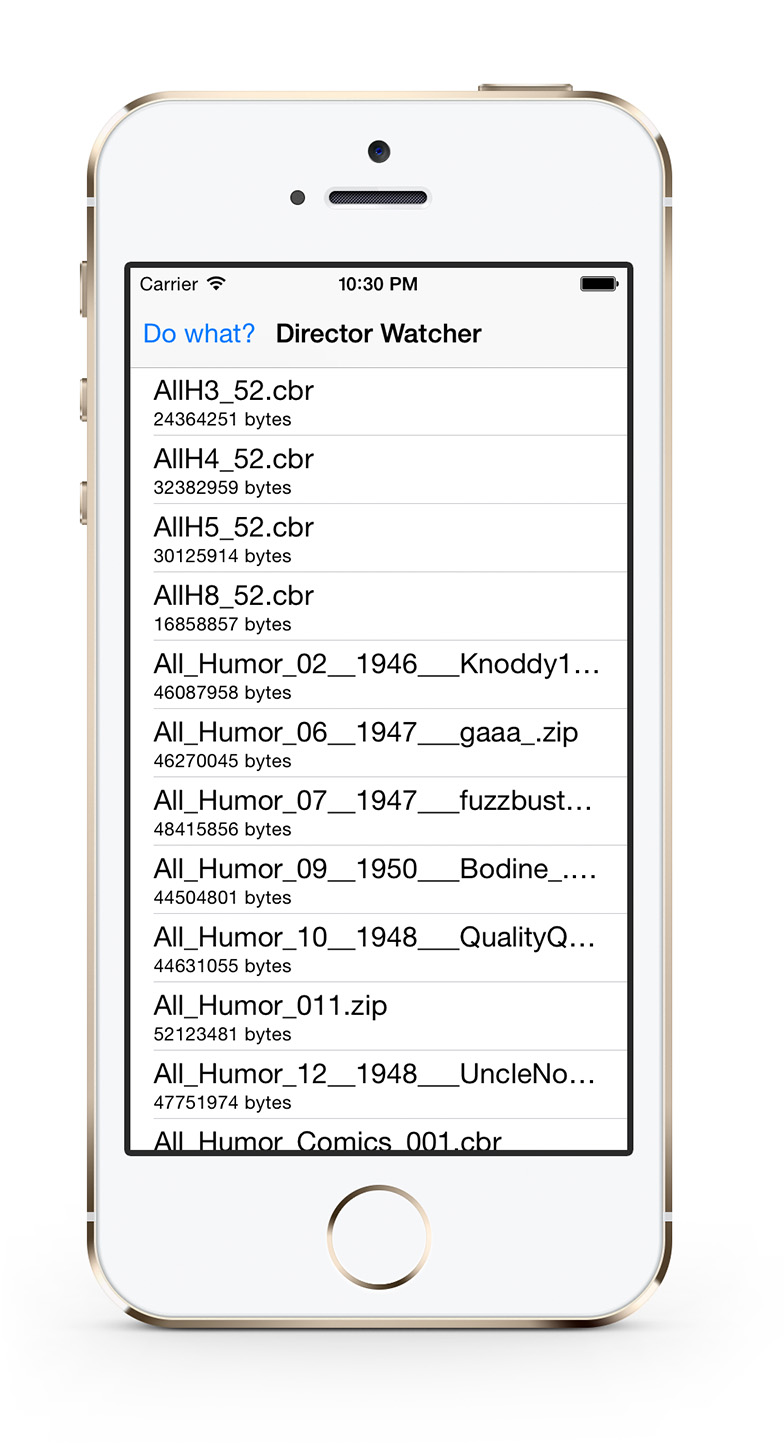 Carrier 10:30 PM
Do what? Director Watcher
AllH3_52.cbr
24364251 bytes
AllH4_52.cbr
32382959 bytes
AllH5_52.cbr
30125914 bytes
AllH8_52.cbr
16858857 bytes
All_Humor_02__1946___Knoddy1...
46087958 bytes
All_Humor_06__1947___gaaa_.zip
46270045 bytes
All_Humor_07__1947___fuzzbust...
48415856 bytes
All_Humor_09__1950___Bodine_....
44504801 bytes
All_Humor_10__1948___QualityQ...
44631055 bytes
All_Humor_011.zip
52123481 bytes
All_Humor_12__1948___UncleNo...
47751974 bytes
All_Humor_Comics_001.cbr